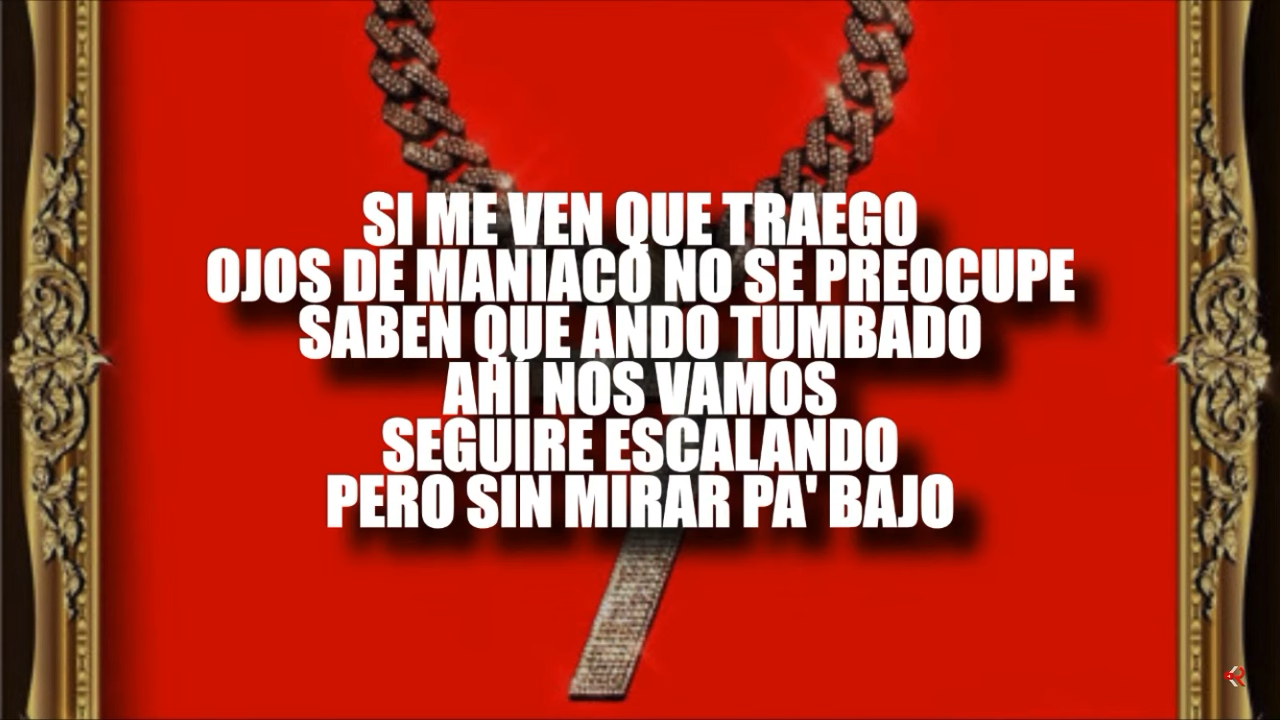 SI ME VEN QUE TRAEGO
OJOS DE MANIACO NO SE PREOCUPE
SABEN QUE ANDO TUMBADO
AHÍ NOS VAMOS
SEGUIRE ESCALANDO
PERO SIN MIRAR PA' BAJO